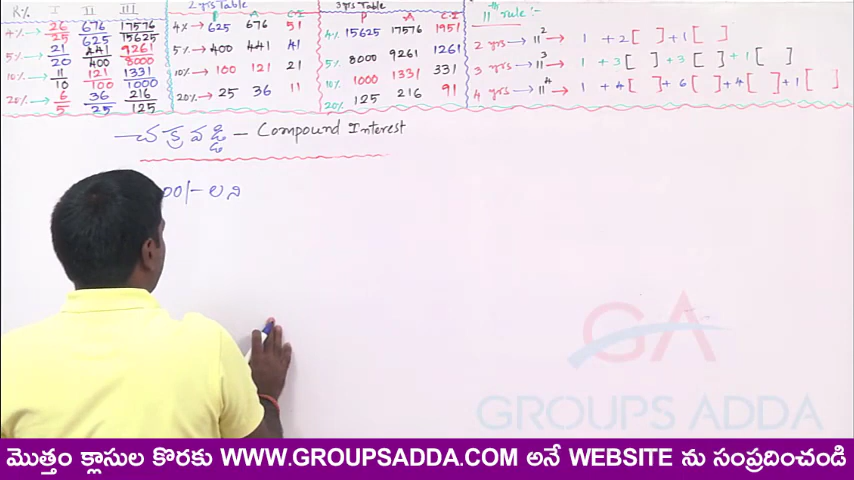 R% I II III
4% → 26/25 676/625 17576/15625
5% → 21/20 441/400 9261/8000
10% → 11/10 121/100 1331/1000
20% → 6/5 36/25 216/125
2 yrs Table
P A C.I
4% → 625 676 51
5% → 400 441 41
10% → 100 121 21
20% → 25 36 11
3 yrs Table
P A C.I
4% 15625 17576 1951
5% 8000 9261 1261
10% 1000 1331 331
20% 125 216 91
11th rule :-
2 yrs → 11² → 1 + 2 [ ] + 1 [ ]
3 yrs → 11³ → 1 + 3 [ ] + 3 [ ] + 1 [ ]
4 yrs → 11⁴ → 1 + 4 [ ] + 6 [ ] + 4 [ ] + 1 [ ]
చక్రవడ్డి – Compound Interest
00/- లని
GA
GROUPS ADDA
మొత్తం క్లాసుల కొరకు WWW.GROUPSADDA.COM అనే WEBSITE ను సంప్రదించండి